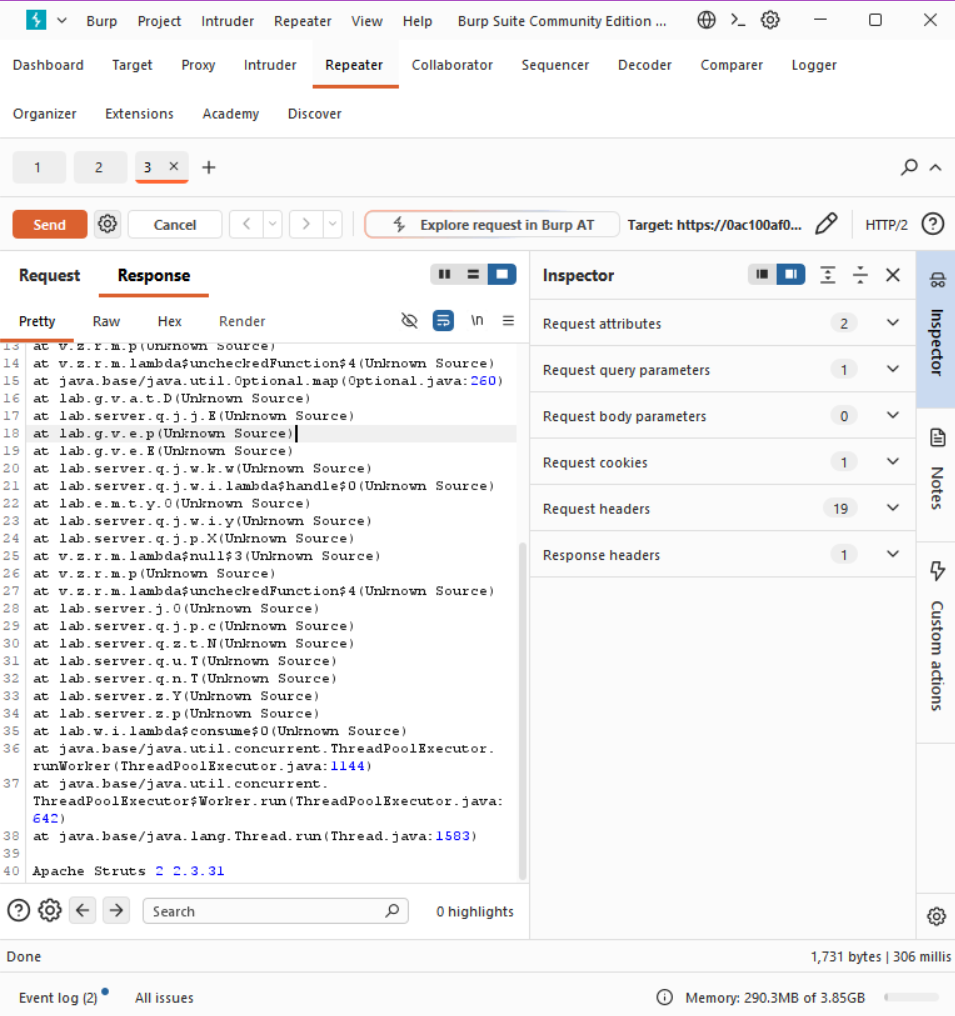 Burp Project Intruder Repeater View Help Burp Suite Community Edition ...
Dashboard Target Proxy Intruder Repeater Collaborator Sequencer Decoder Comparer Logger
Organizer Extensions Academy Discover
1 2 3 × +
Send Cancel < > Explore request in Burp AT Target: https://0ac100af0... HTTP/2 ?
Request Response
Inspector
Pretty Raw Hex Render \n
Request attributes 2
Request query parameters 1
Request body parameters 0
Request cookies 1
Request headers 19
Response headers 1
Inspector
Notes
Custom actions
13 at v.z.r.m.p(Unknown Source)
14 at v.z.r.m.lambda$uncheckedFunction$4(Unknown Source)
15 at java.base/java.util.Optional.map(Optional.java:260)
16 at lab.g.v.a.t.D(Unknown Source)
17 at lab.server.q.j.j.E(Unknown Source)
18 at lab.g.v.e.p(Unknown Source)
19 at lab.g.v.e.E(Unknown Source)
20 at lab.server.q.j.w.k.w(Unknown Source)
21 at lab.server.q.j.w.i.lambda$handle$0(Unknown Source)
22 at lab.e.m.t.y.O(Unknown Source)
23 at lab.server.q.j.w.i.y(Unknown Source)
24 at lab.server.q.j.p.X(Unknown Source)
25 at v.z.r.m.lambda$null$3(Unknown Source)
26 at v.z.r.m.p(Unknown Source)
27 at v.z.r.m.lambda$uncheckedFunction$4(Unknown Source)
28 at lab.server.j.O(Unknown Source)
29 at lab.server.q.j.p.c(Unknown Source)
30 at lab.server.q.z.t.N(Unknown Source)
31 at lab.server.q.u.T(Unknown Source)
32 at lab.server.q.n.T(Unknown Source)
33 at lab.server.z.Y(Unknown Source)
34 at lab.server.z.p(Unknown Source)
35 at lab.w.i.lambda$consume$0(Unknown Source)
36 at java.base/java.util.concurrent.ThreadPoolExecutor.
runWorker(ThreadPoolExecutor.java:1144)
37 at java.base/java.util.concurrent.
ThreadPoolExecutor$Worker.run(ThreadPoolExecutor.java:
642)
38 at java.base/java.lang.Thread.run(Thread.java:1583)
39
40 Apache Struts 2 2.3.31
? Search 0 highlights
Done 1,731 bytes | 306 millis
Event log (2) All issues Memory: 290.3MB of 3.85GB